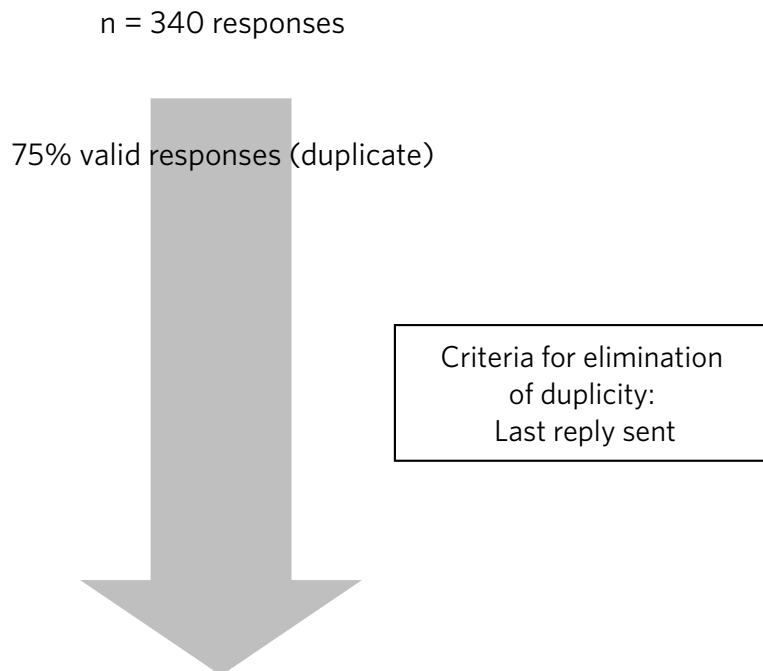 n = 340 responses
75% valid responses (duplicate)
Criteria for elimination
of duplicity:
Last reply sent